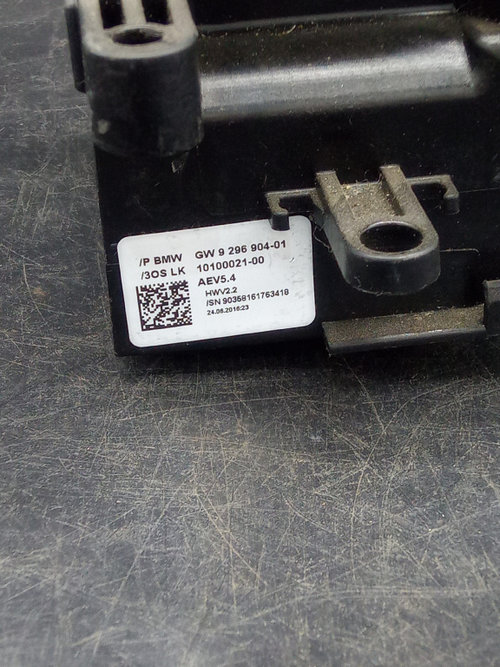 /P BMW GW 9 296 904-01
/3OS LK 10100021-00
AEV5.4
HWV2.2
/SN 90358161763418
24.06.2016:23